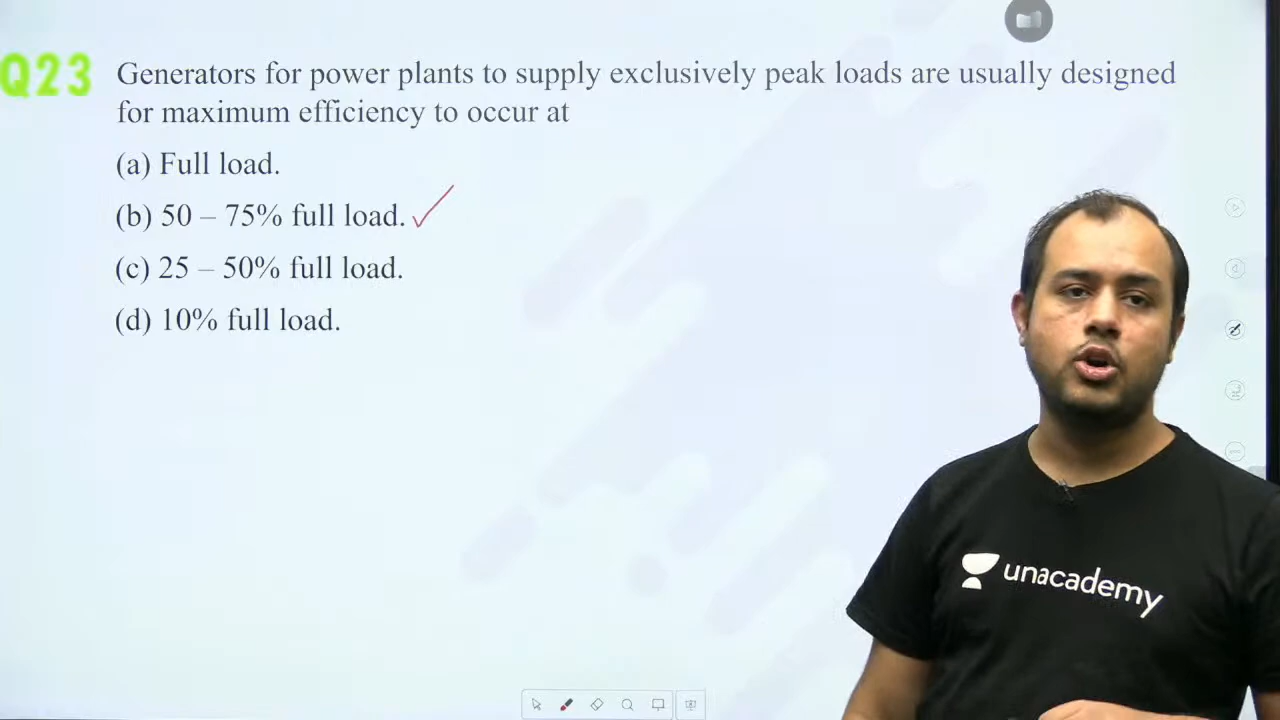 Q23
Generators for power plants to supply exclusively peak loads are usually designed
for maximum efficiency to occur at
(a) Full load.
(b) 50 – 75% full load.
(c) 25 – 50% full load.
(d) 10% full load.
unacademy